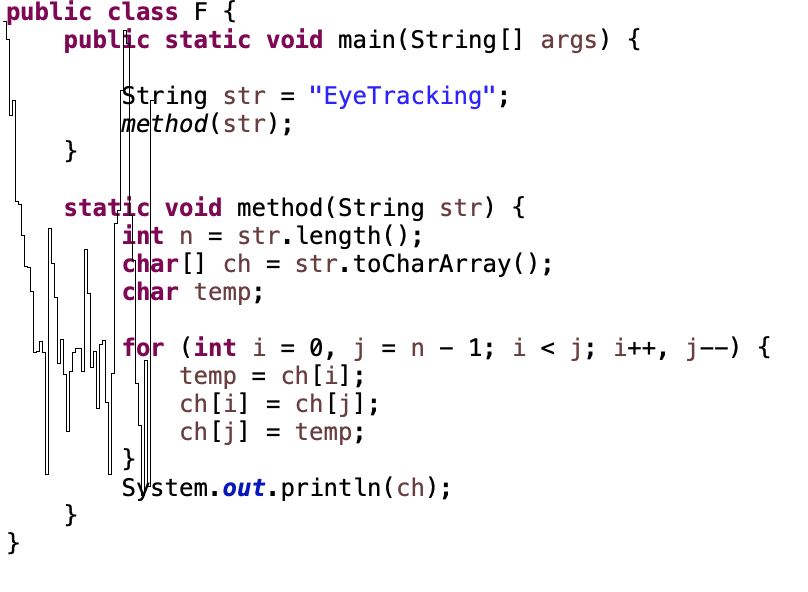 public class F {
    public static void main(String[] args) {
        String str = "EyeTracking";
        method(str);
    }
    static void method(String str) {
        int n = str.length();
        char[] ch = str.toCharArray();
        char temp;
        for (int i = 0, j = n - 1; i < j; i++, j--) {
            temp = ch[i];
            ch[i] = ch[j];
            ch[j] = temp;
        }
        System.out.println(ch);
    }
}